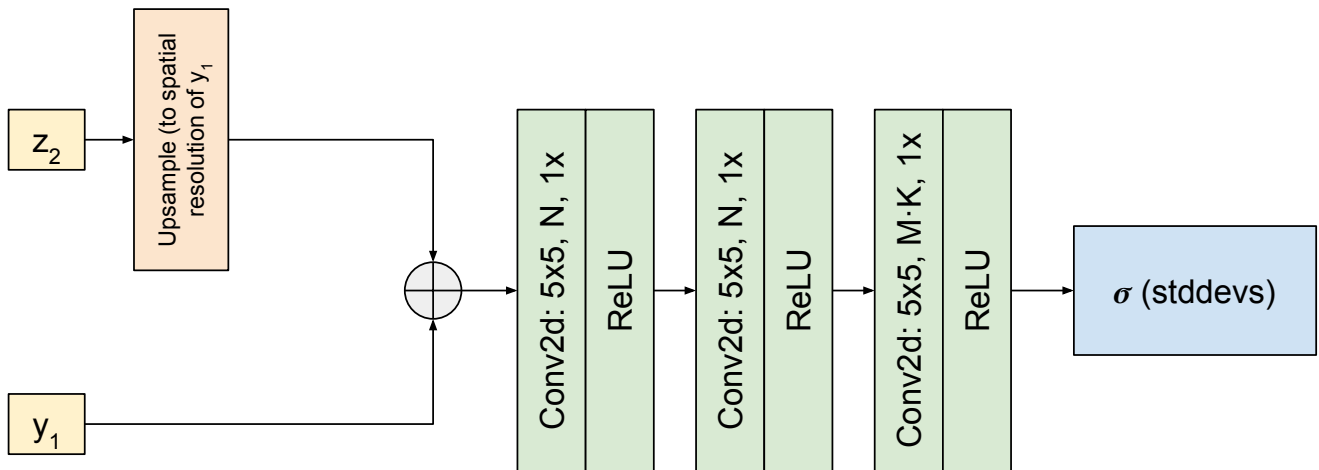 z₂
Upsample (to spatial
resolution of y₁
y₁
Conv2d: 5x5, N, 1x
ReLU
Conv2d: 5x5, N, 1x
ReLU
Conv2d: 5x5, M·K, 1x
ReLU
σ (stddevs)